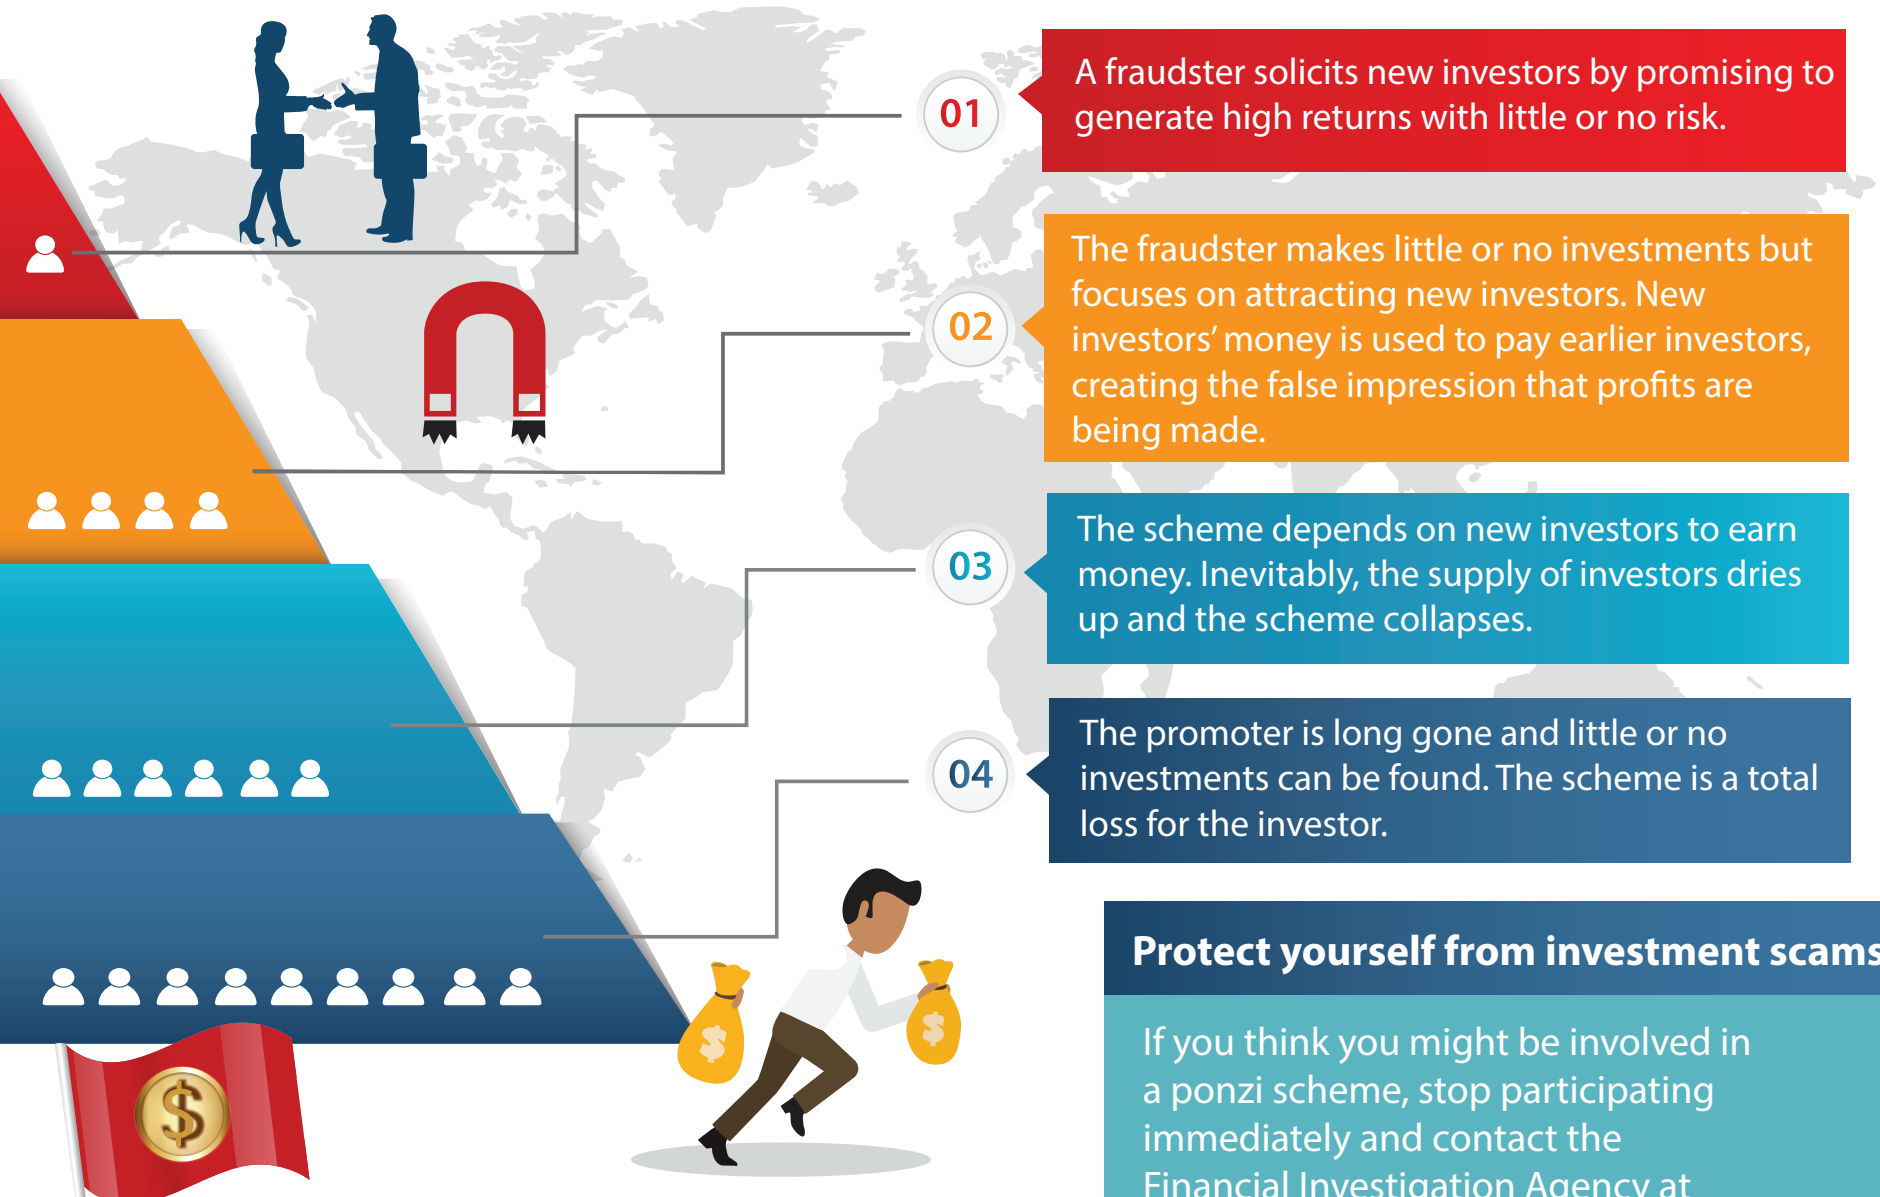 01
A fraudster solicits new investors by promising to
generate high returns with little or no risk.
02
The fraudster makes little or no investments but
focuses on attracting new investors. New
investors’ money is used to pay earlier investors,
creating the false impression that profits are
being made.
03
The scheme depends on new investors to earn
money. Inevitably, the supply of investors dries
up and the scheme collapses.
04
The promoter is long gone and little or no
investments can be found. The scheme is a total
loss for the investor.
Protect yourself from investment scams
If you think you might be involved in
a ponzi scheme, stop participating
immediately and contact the
Financial Investigation Agency at
$
$
$